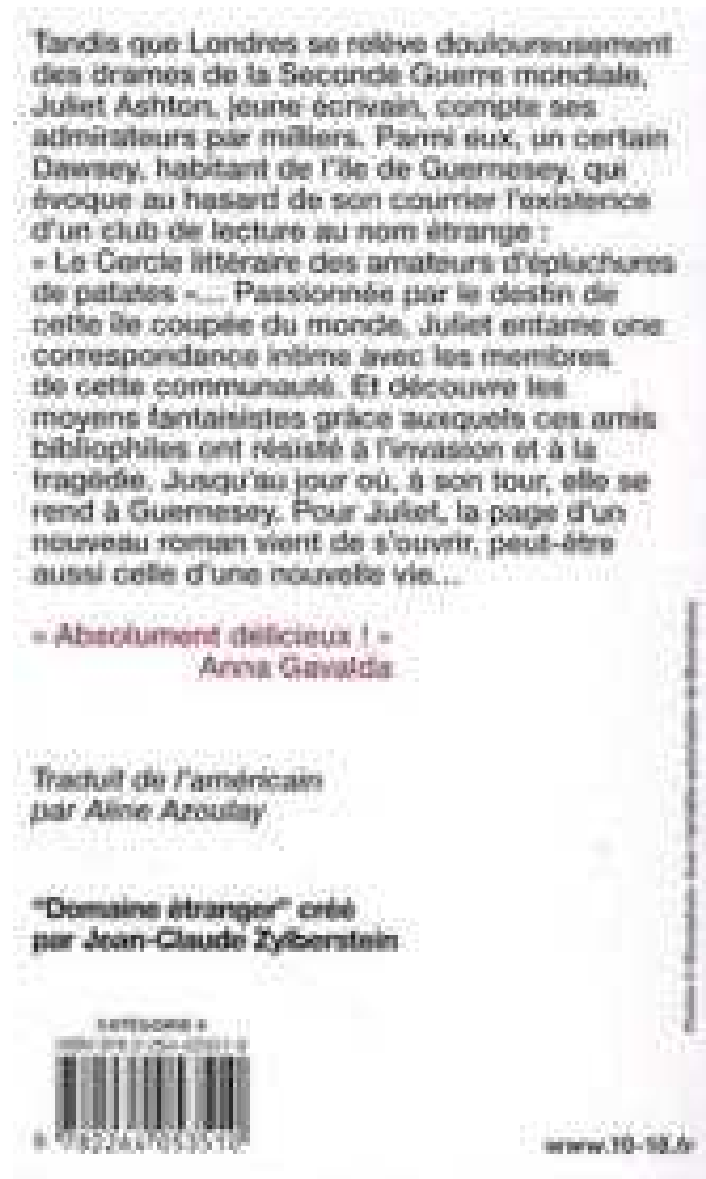 Tandis que Londres se relève douloureusement
des drames de la Seconde Guerre mondiale,
Juliet Ashton, jeune écrivain, compte ses
admirateurs par milliers. Parmi eux, un certain
Dawsey, habitant de l'île de Guernesey, qui
évoque au hasard de son courrier l'existence
d'un club de lecture au nom étrange :
« Le Cercle littéraire des amateurs d'épluchures
de patates »... Passionnée par le destin de
cette île coupée du monde, Juliet entame une
correspondance intime avec les membres
de cette communauté. Et découvre les
moyens fantaisistes grâce auxquels ces amis
bibliophiles ont résisté à l'invasion et à la
tragédie. Jusqu'au jour où, à son tour, elle se
rend à Guernesey. Pour Juliet, la page d'un
nouveau roman vient de s'ouvrir, peut-être
aussi celle d'une nouvelle vie...
« Absolument délicieux ! »
Anna Gavalda
Traduit de l'américain
par Aline Azoulay
"Domaine étranger" créé
par Jean-Claude Zylberstein
CATÉGORIE
9 782264 053510
www.10-18.fr